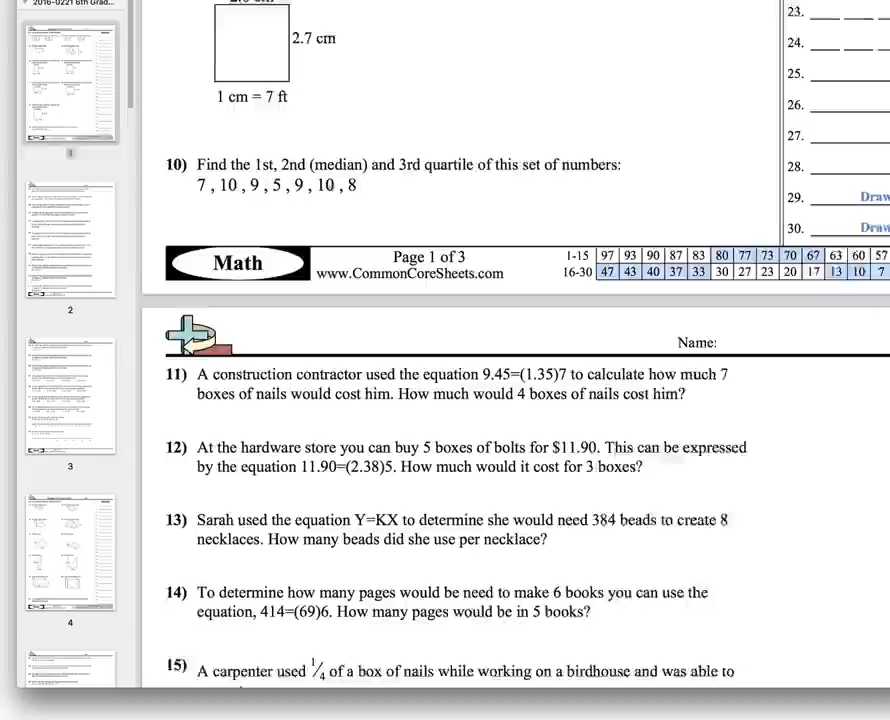 2016-0221 6th Grad...
2.7 cm
1 cm = 7 ft
10) Find the 1st, 2nd (median) and 3rd quartile of this set of numbers:
7 , 10 , 9 , 5 , 9 , 10 , 8
23.
24.
25.
26.
27.
28.
29. Draw
30. Draw
Math
Page 1 of 3
www.CommonCoreSheets.com
1-15 97 93 90 87 83 80 77 73 70 67 63 60 57
16-30 47 43 40 37 33 30 27 23 20 17 13 10 7
Name:
11) A construction contractor used the equation 9.45=(1.35)7 to calculate how much 7
boxes of nails would cost him. How much would 4 boxes of nails cost him?
12) At the hardware store you can buy 5 boxes of bolts for $11.90. This can be expressed
by the equation 11.90=(2.38)5. How much would it cost for 3 boxes?
13) Sarah used the equation Y=KX to determine she would need 384 beads to create 8
necklaces. How many beads did she use per necklace?
14) To determine how many pages would be need to make 6 books you can use the
equation, 414=(69)6. How many pages would be in 5 books?
15) A carpenter used 1/4 of a box of nails while working on a birdhouse and was able to
1
2
3
4